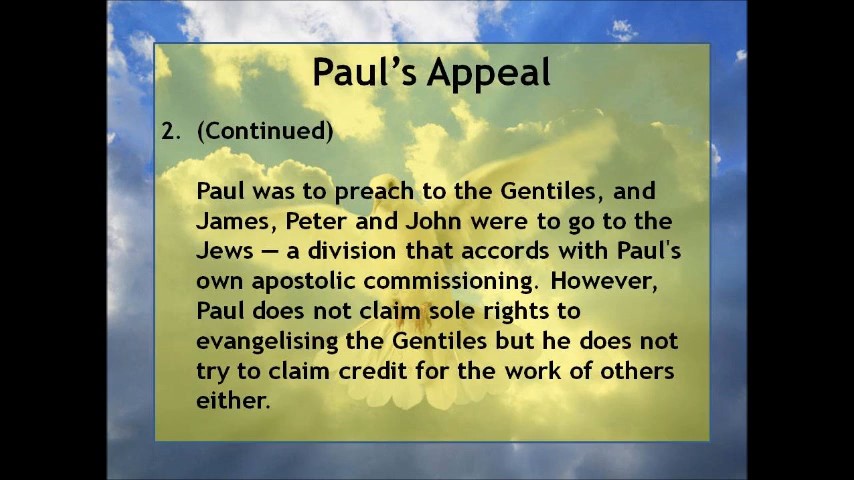 Paul’s Appeal
2. (Continued)
Paul was to preach to the Gentiles, and
James, Peter and John were to go to the
Jews — a division that accords with Paul's
own apostolic commissioning. However,
Paul does not claim sole rights to
evangelising the Gentiles but he does not
try to claim credit for the work of others
either.